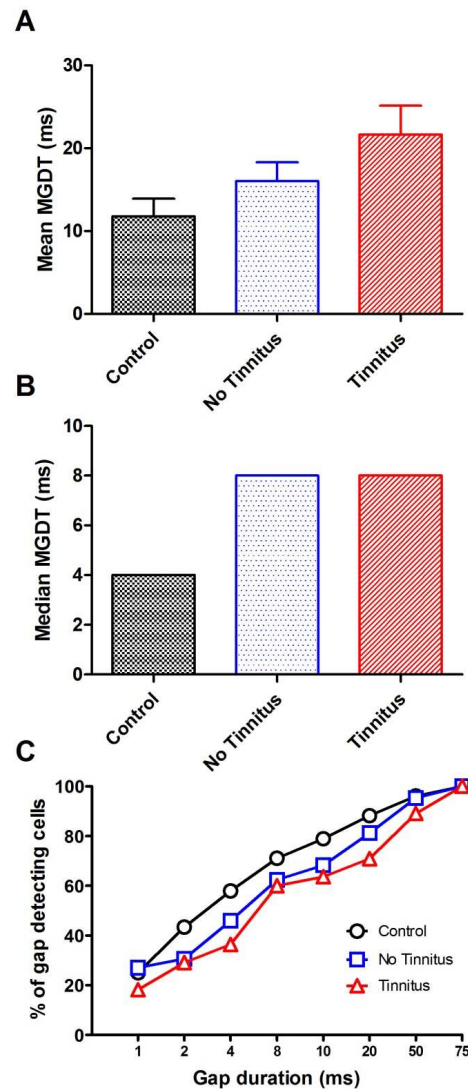 A
Mean MGDT (ms)
30
20
10
0
Control
No Tinnitus
Tinnitus
B
Median MGDT (ms)
10
8
6
4
2
0
Control
No Tinnitus
Tinnitus
C
% of gap detecting cells
100
80
60
40
20
0
Control
No Tinnitus
Tinnitus
1 2 4 8 10 20 50 75
Gap duration (ms)